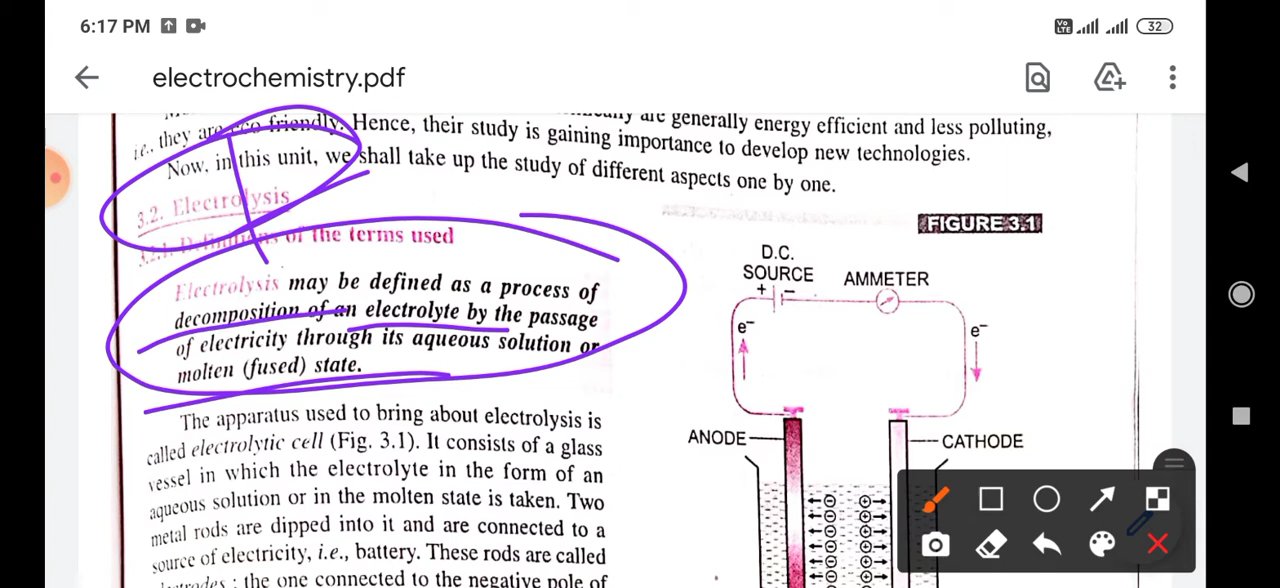 6:17 PM
Vo LTE
32
electrochemistry.pdf
are generally energy efficient and less polluting,
i.e., they are eco friendly. Hence, their study is gaining importance to develop new technologies.
Now, in this unit, we shall take up the study of different aspects one by one.
3.2. Electrolysis
3.2.1. Definitions of the terms used
Electrolysis may be defined as a process of
decomposition of an electrolyte by the passage
of electricity through its aqueous solution or
molten (fused) state.
The apparatus used to bring about electrolysis is
called electrolytic cell (Fig. 3.1). It consists of a glass
vessel in which the electrolyte in the form of an
aqueous solution or in the molten state is taken. Two
metal rods are dipped into it and are connected to a
source of electricity, i.e., battery. These rods are called
: the one connected to the negative pole of
FIGURE 3.1
D.C.
SOURCE
AMMETER
+ −
e−
e−
ANODE
CATHODE